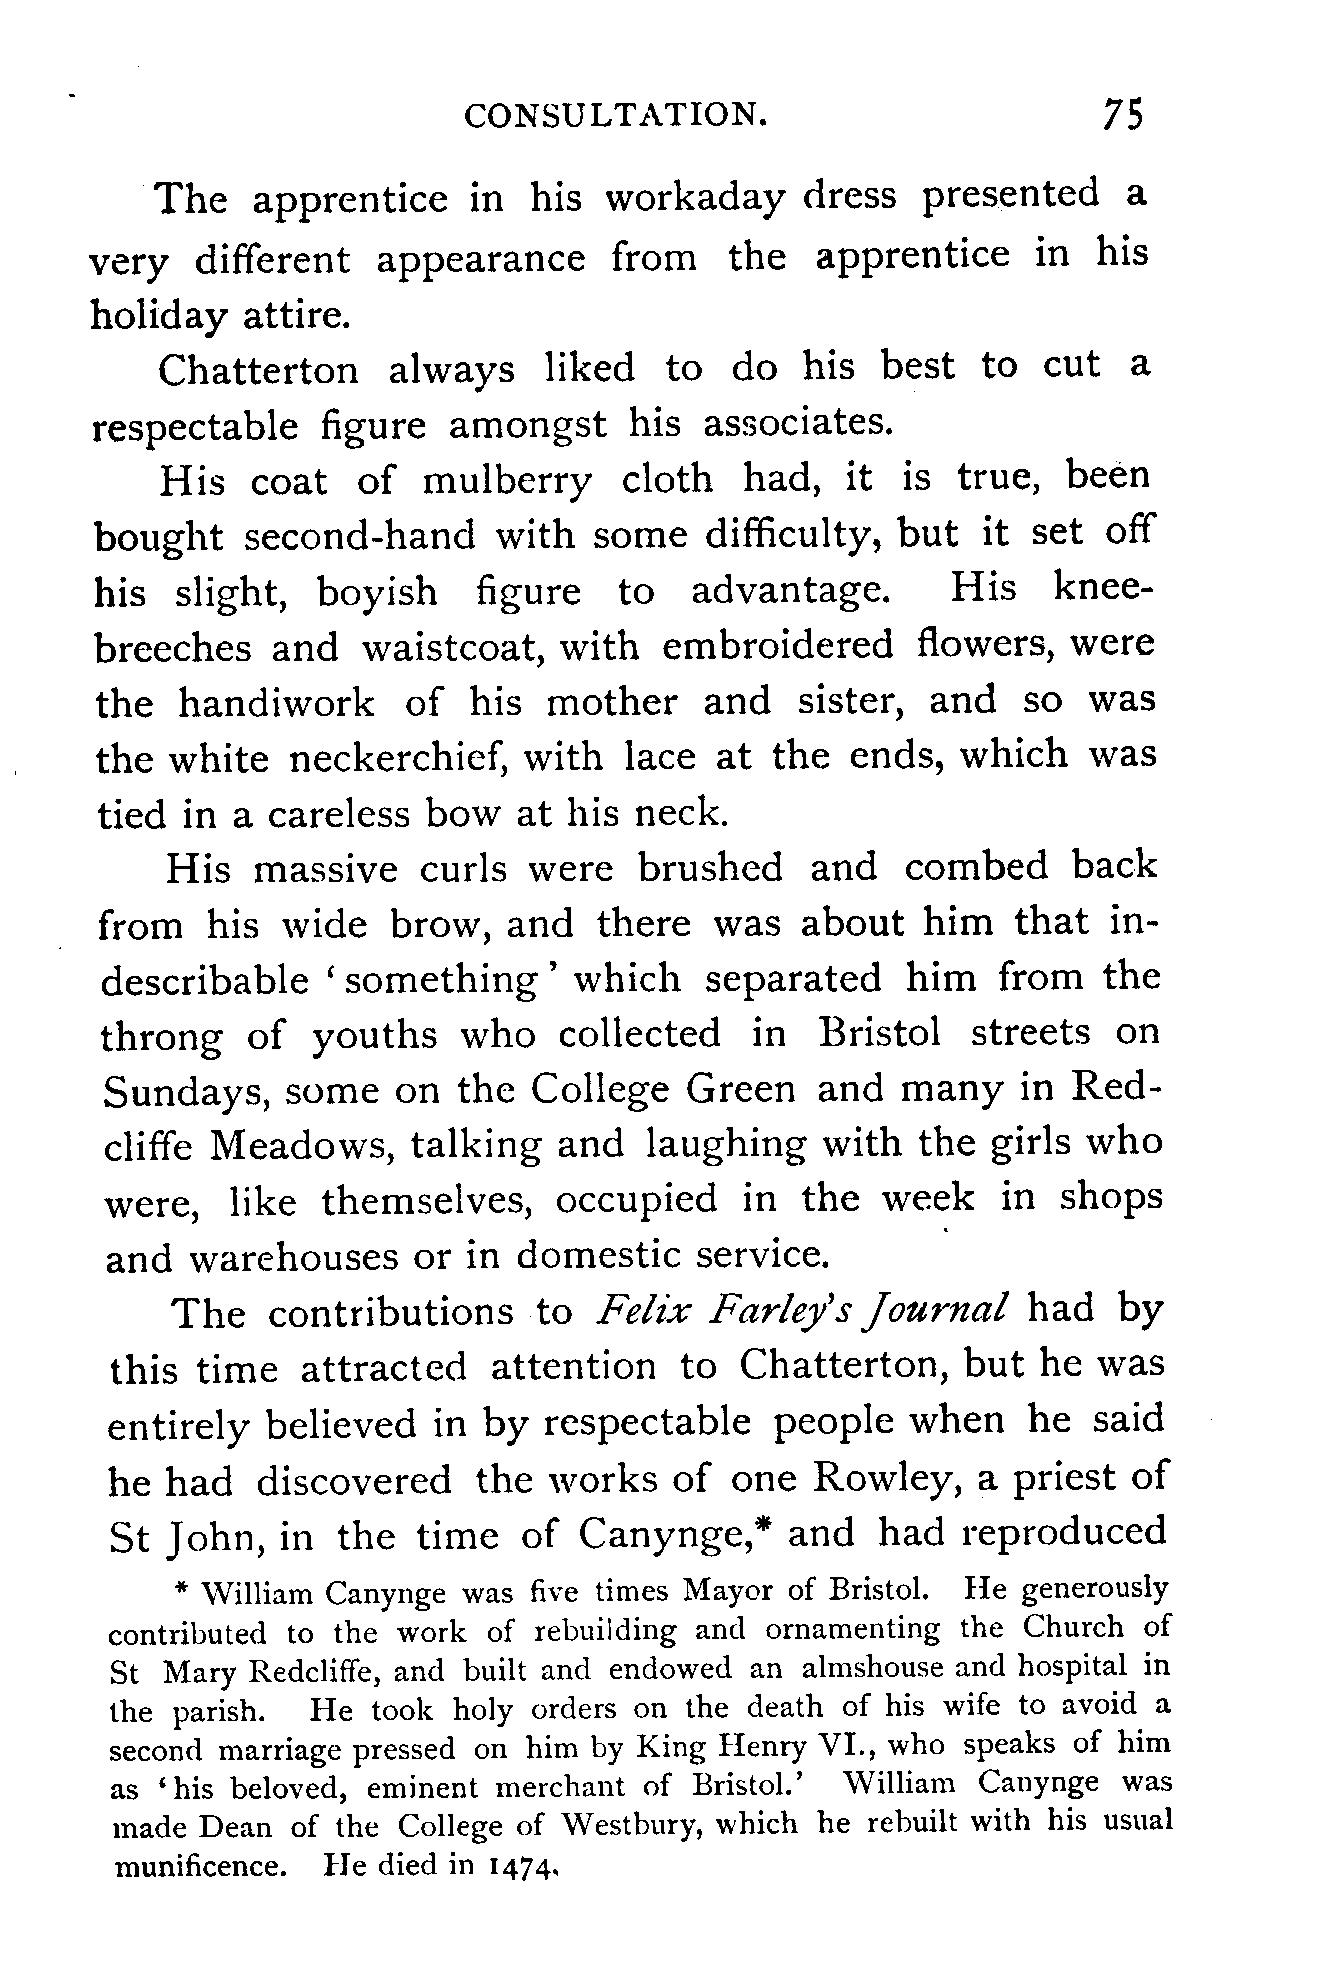 CONSULTATION. 75
The apprentice in his workaday dress presented a
very different appearance from the apprentice in his
holiday attire.
Chatterton always liked to do his best to cut a
respectable figure amongst his associates.
His coat of mulberry cloth had, it is true, been
bought second-hand with some difficulty, but it set off
his slight, boyish figure to advantage. His knee-
breeches and waistcoat, with embroidered flowers, were
the handiwork of his mother and sister, and so was
the white neckerchief, with lace at the ends, which was
tied in a careless bow at his neck.
His massive curls were brushed and combed back
from his wide brow, and there was about him that in-
describable ‘something’ which separated him from the
throng of youths who collected in Bristol streets on
Sundays, some on the College Green and many in Red-
cliffe Meadows, talking and laughing with the girls who
were, like themselves, occupied in the week in shops
and warehouses or in domestic service.
The contributions to Felix Farley's Journal had by
this time attracted attention to Chatterton, but he was
entirely believed in by respectable people when he said
he had discovered the works of one Rowley, a priest of
St John, in the time of Canynge,* and had reproduced
* William Canynge was five times Mayor of Bristol. He generously
contributed to the work of rebuilding and ornamenting the Church of
St Mary Redcliffe, and built and endowed an almshouse and hospital in
the parish. He took holy orders on the death of his wife to avoid a
second marriage pressed on him by King Henry VI., who speaks of him
as ‘his beloved, eminent merchant of Bristol.’ William Canynge was
made Dean of the College of Westbury, which he rebuilt with his usual
munificence. He died in 1474.